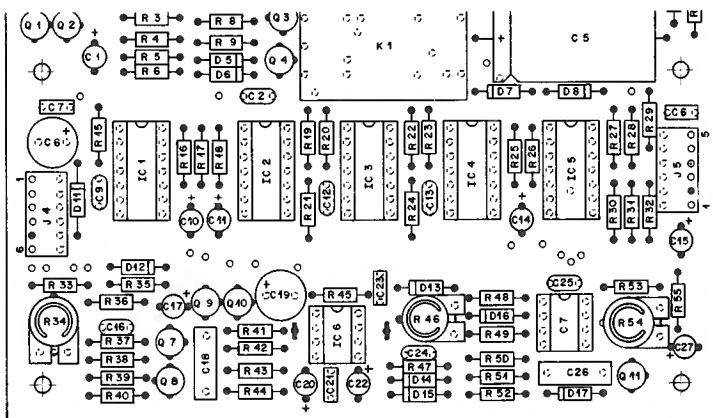 Q1 Q2
R3
R4
R5
R6
C1
R8
R9
D5
D6
Q3
Q4
K1
+
C5
D7
D8
C7
C6
R15
IC1
R16
R17
R18
C2
IC2
R19
R20
IC3
R22
R23
IC4
R25
R26
IC5
R27
R28
R29
CC6
J5
5
1
1
J4
6
D11
C9
C10
C11
R21
C12
R24
C13
C14
R30
R31
R32
C15
R33
D12
R35
R36
R34
C16
R37
R38
R39
R40
C17
Q7
Q8
Q9
Q10
C18
R41
R42
R43
R44
C19
R45
IC6
C20
C21
C22
C23
D13
R46
C24
R47
D14
D15
R48
D16
R49
R50
R51
R52
C25
C7
C26
D17
R53
R54
R55
C27
Q11